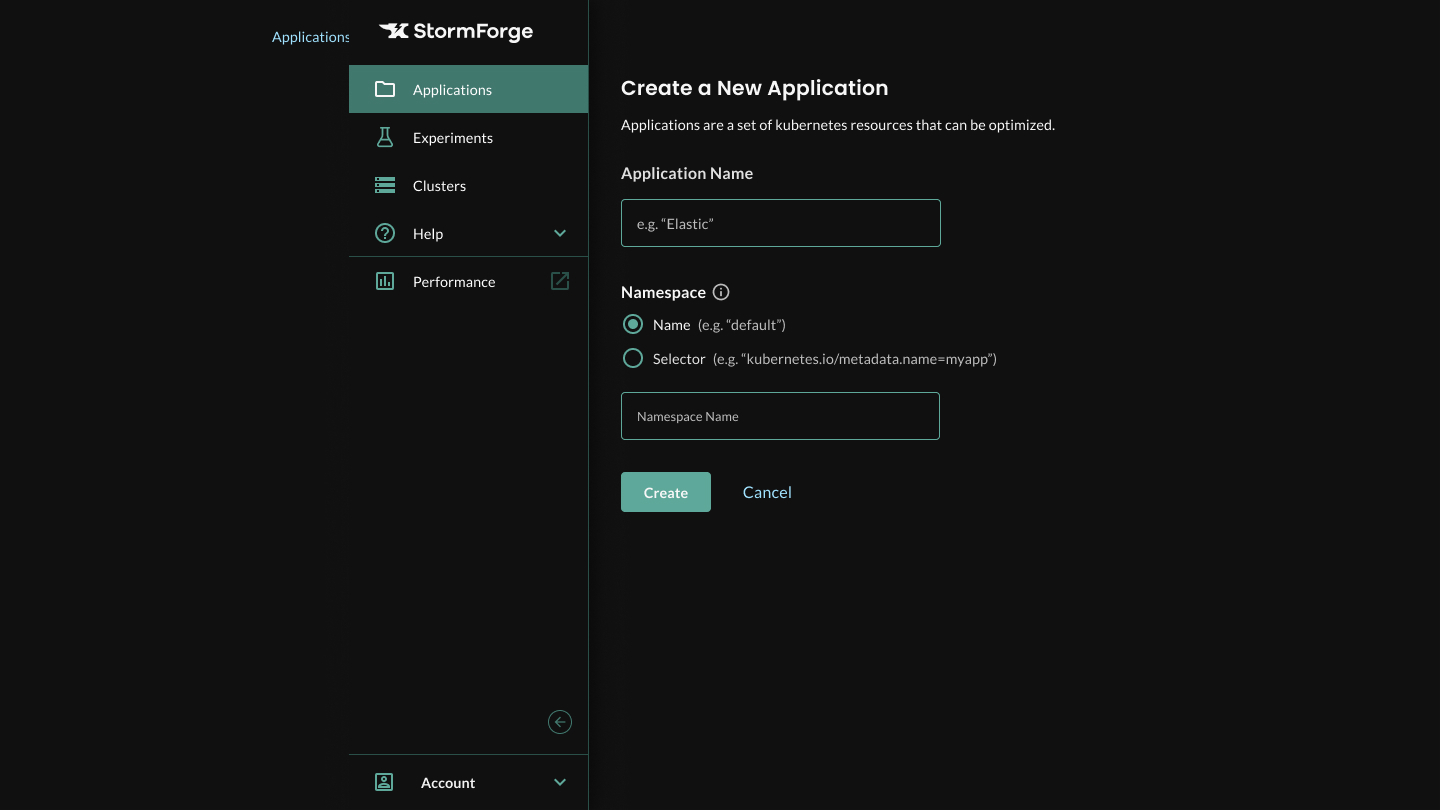 Applications
StormForge
Applications
Experiments
Clusters
Help
Performance
Account
Create a New Application
Applications are a set of kubernetes resources that can be optimized.
Application Name
e.g. “Elastic”
Namespace
Name (e.g. “default”)
Selector (e.g. “kubernetes.io/metadata.name=myapp”)
Namespace Name
Create Cancel